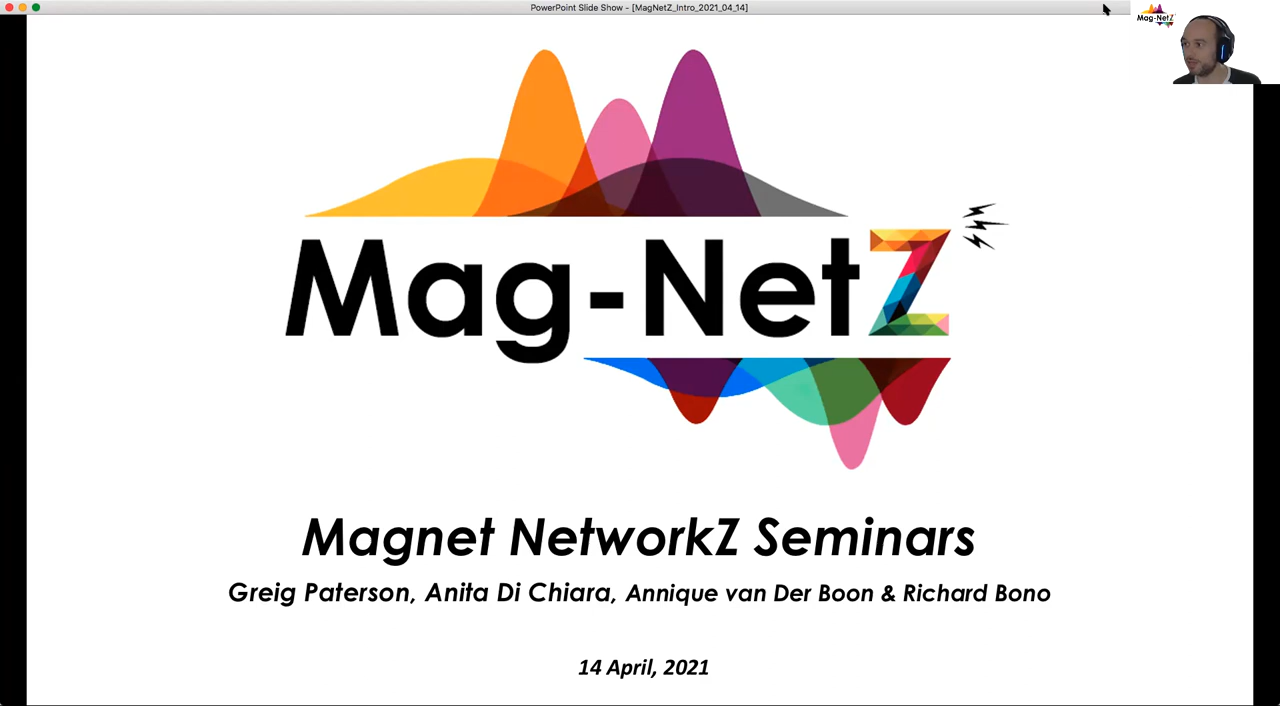 PowerPoint Slide Show - [MagNetZ_Intro_2021_04_14]
Mag-NetZ
Mag-NetZ
Magnet NetworkZ Seminars
Greig Paterson, Anita Di Chiara, Annique van Der Boon & Richard Bono
14 April, 2021